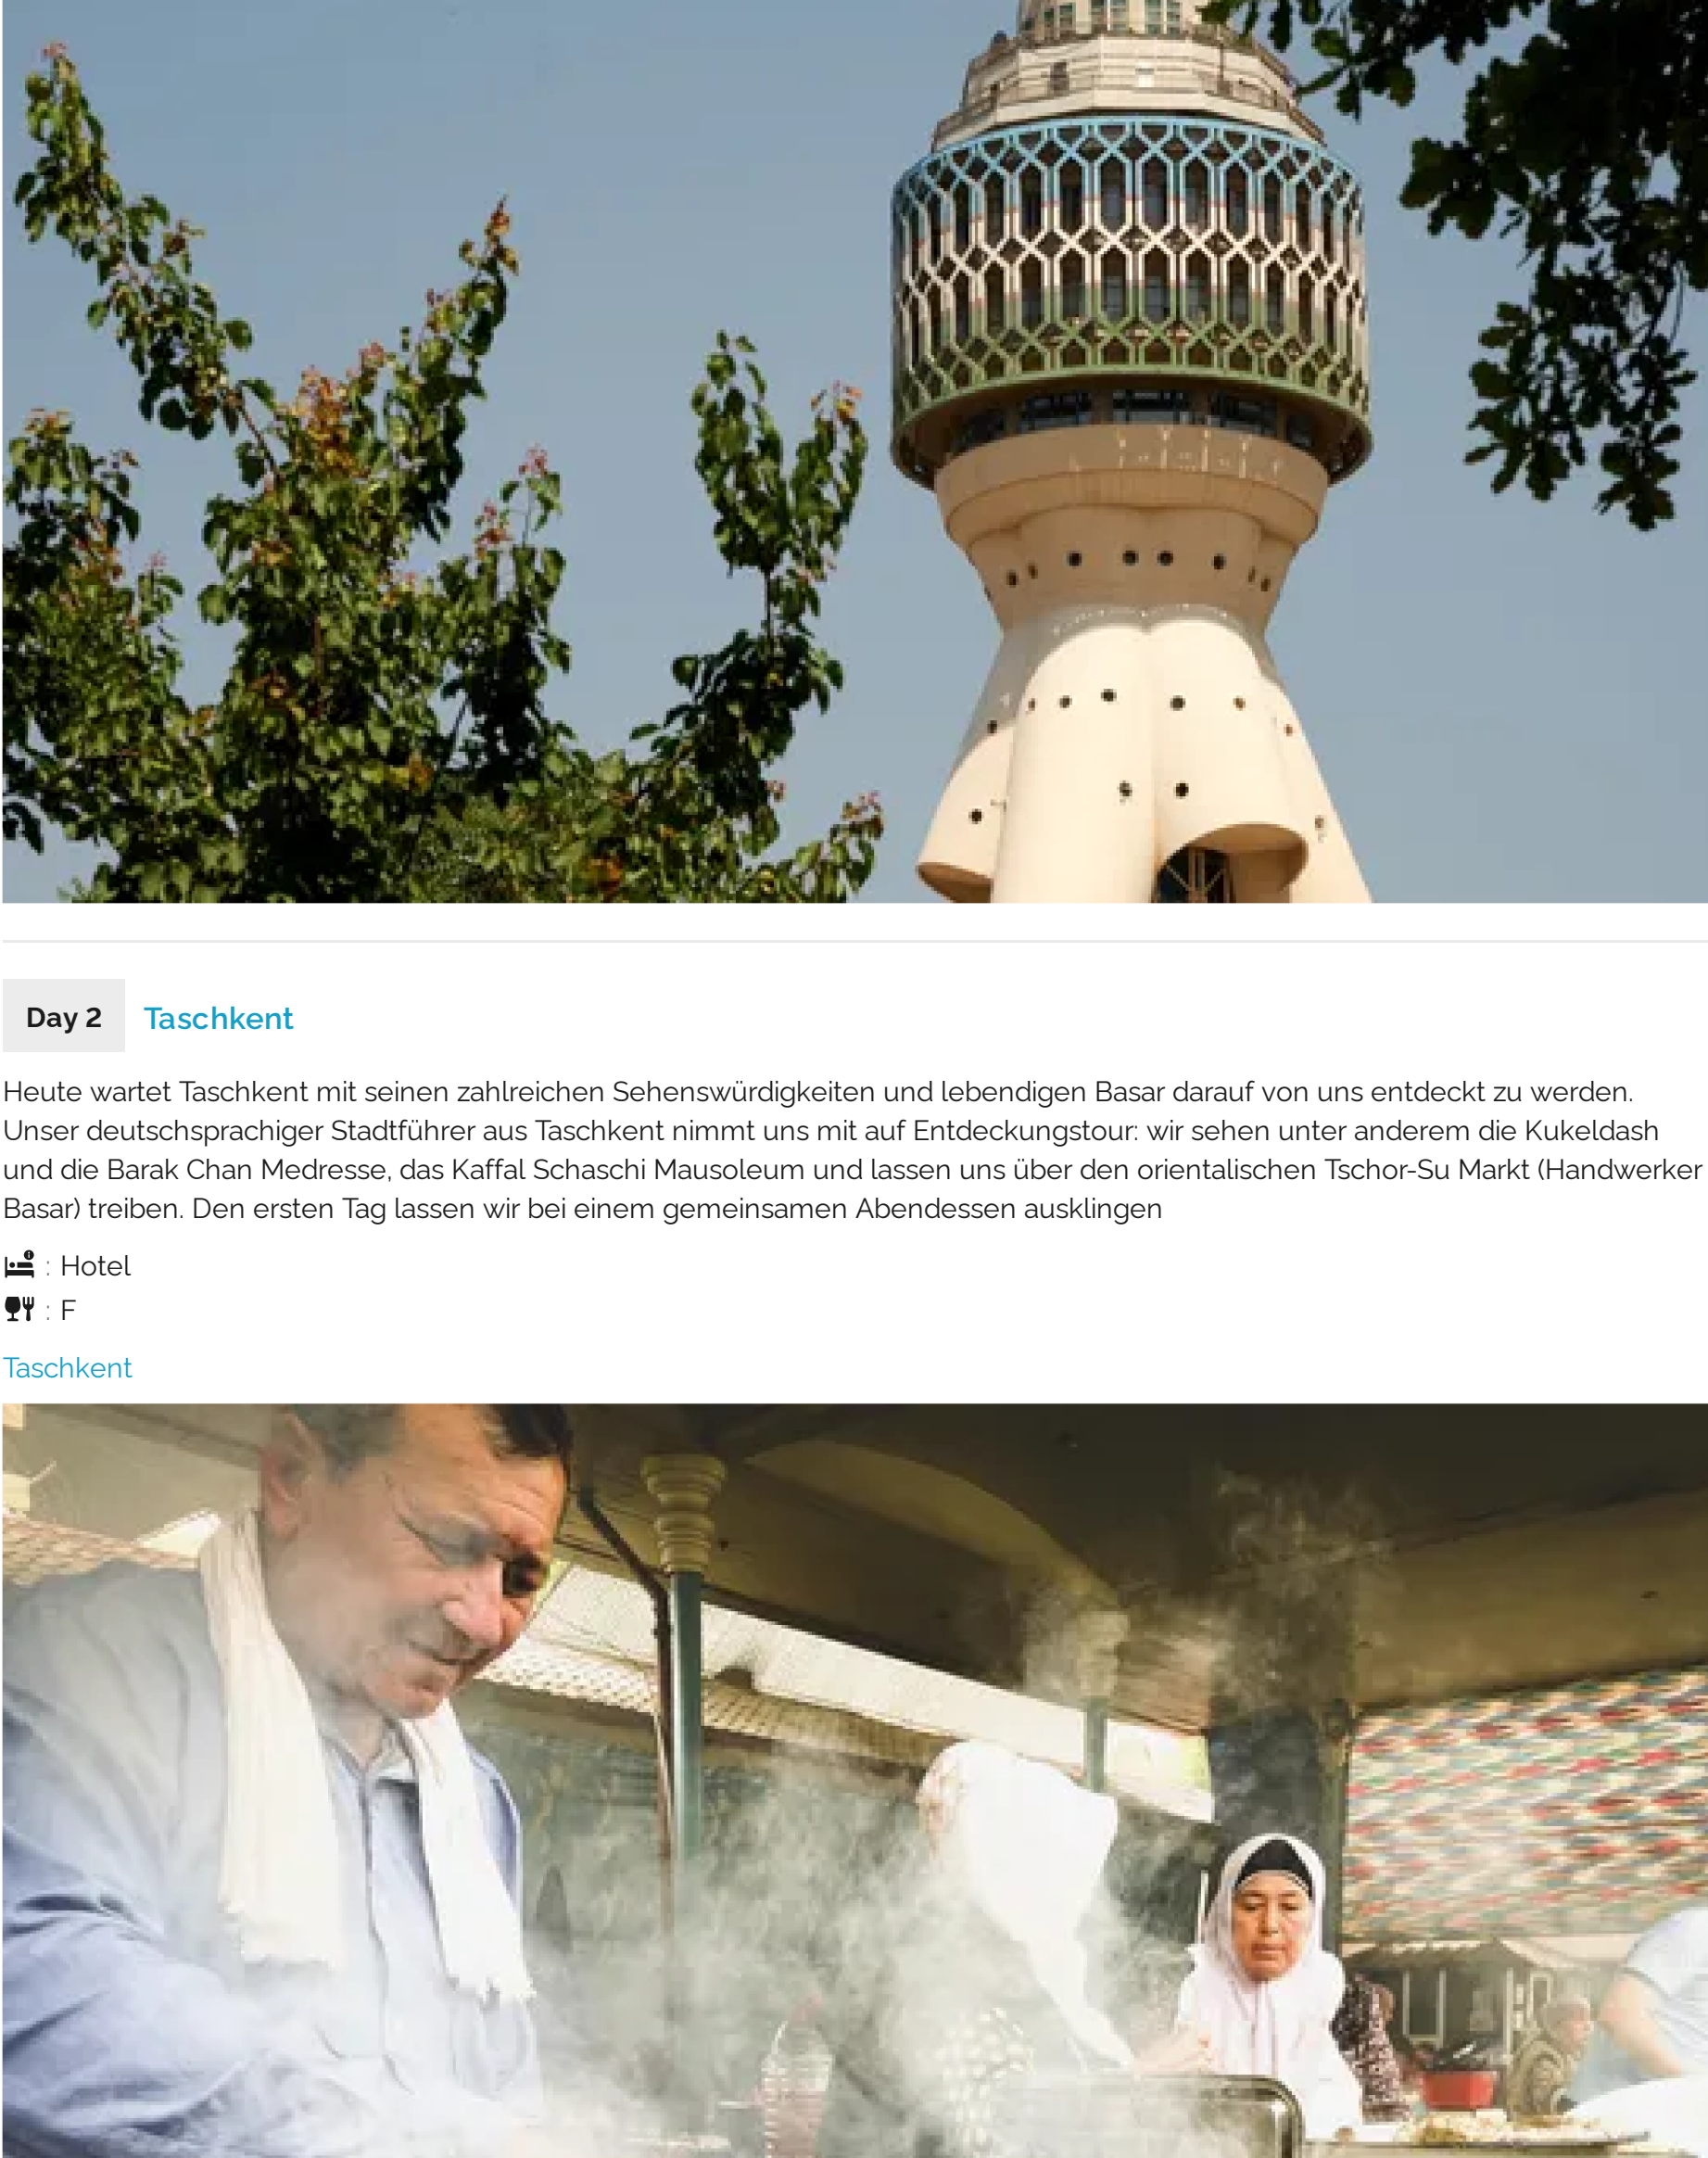 Day 2 Taschkent
Heute wartet Taschkent mit seinen zahlreichen Sehenswürdigkeiten und lebendigen Basar darauf von uns entdeckt zu werden.
Unser deutschsprachiger Stadtführer aus Taschkent nimmt uns mit auf Entdeckungstour: wir sehen unter anderem die Kukeldash
und die Barak Chan Medresse, das Kaffal Schaschi Mausoleum und lassen uns über den orientalischen Tschor-Su Markt (Handwerker
Basar) treiben. Den ersten Tag lassen wir bei einem gemeinsamen Abendessen ausklingen
: Hotel
: F
Taschkent